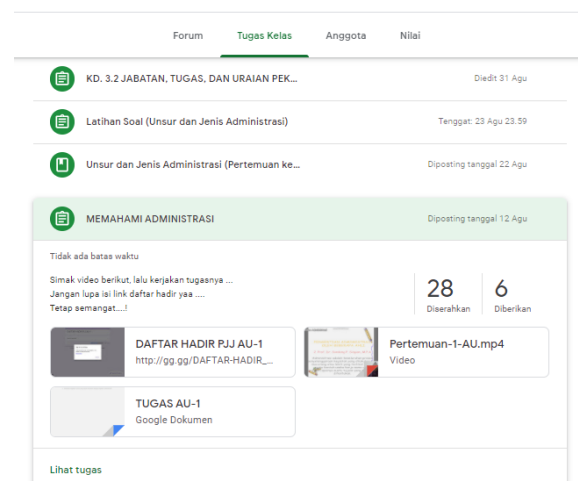 Forum Tugas Kelas Anggota Nilai
KD. 3.2 JABATAN, TUGAS, DAN URAIAN PEK... Diedit 31 Agu
Latihan Soal (Unsur dan Jenis Administrasi) Tenggat: 23 Agu 23.59
Unsur dan Jenis Administrasi (Pertemuan ke... Diposting tanggal 22 Agu
MEMAHAMI ADMINISTRASI Diposting tanggal 12 Agu
Tidak ada batas waktu
Simak video berikut, lalu kerjakan tugasnya ...
Jangan lupa isi link daftar hadir yaa ....
Tetap semangat....!
28 6
Diserahkan Diberikan
DAFTAR HADIR PJJ AU-1
http://gg.gg/DAFTAR-HADIR_...
Pertemuan-1-AU.mp4
Video
TUGAS AU-1
Google Dokumen
Lihat tugas